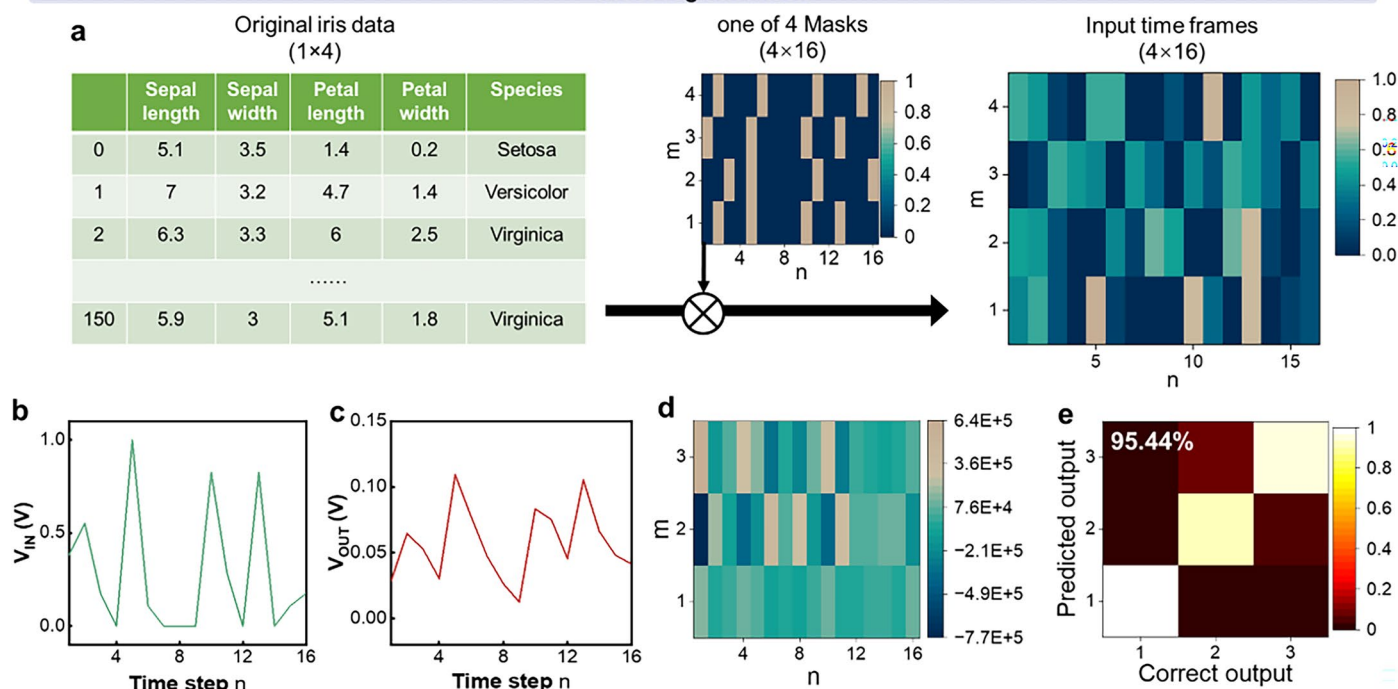 a
Original iris data
(1×4)
Sepal length Sepal width Petal length Petal width Species
0 5.1 3.5 1.4 0.2 Setosa
1 7 3.2 4.7 1.4 Versicolor
2 6.3 3.3 6 2.5 Virginica
......
150 5.9 3 5.1 1.8 Virginica
one of 4 Masks
(4×16)
m
4
3
2
1
4 8 12 16
n
1
0.8
0.6
0.4
0.2
0
Input time frames
(4×16)
m
4
3
2
1
5 10 15
n
1.0
0.8
0.4
0.2
0.0
b
VIN (V)
1.0
0.5
0.0
4 8 12 16
Time step n
c
VOUT (V)
0.15
0.10
0.05
0.00
4 8 12 16
Time step n
d
m
3
2
1
4 8 12 16
n
6.4E+5
3.6E+5
7.6E+4
−2.1E+5
−4.9E+5
−7.7E+5
e
Predicted output
95.44%
3
2
1
1 2 3
Correct output
1
0.8
0.6
0.4
0.2
0